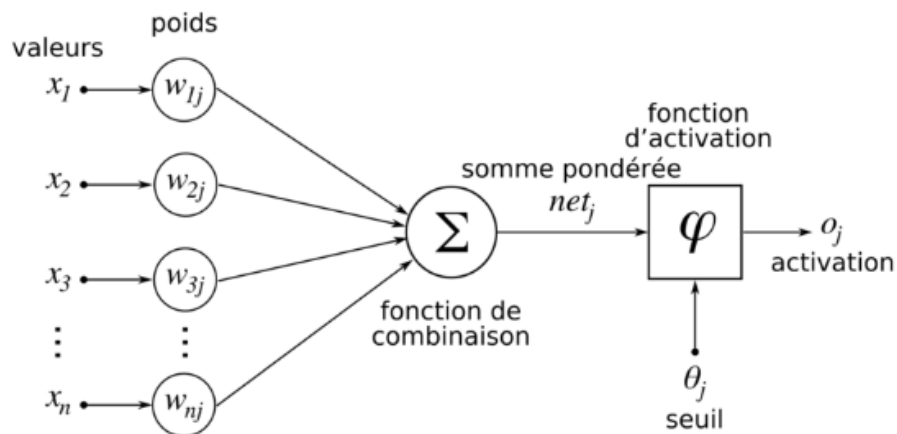 poids
valeurs
x1
w1j
fonction
d'activation
x2
w2j
somme pondérée
netj
Σ
φ
oj
activation
x3
w3j
fonction de
combinaison
⋮
⋮
xn
wnj
θj
seuil